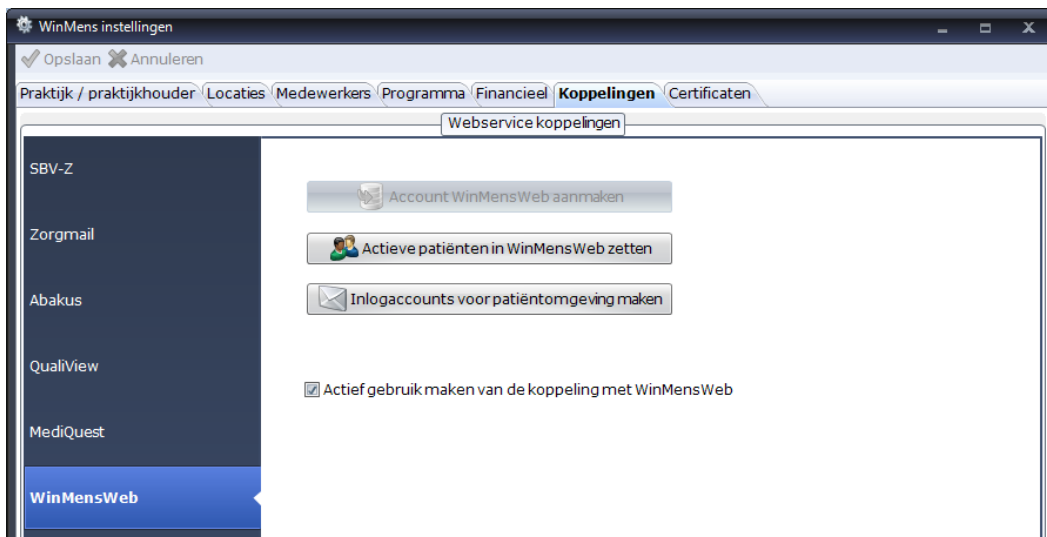 WinMens instellingen
Opslaan Annuleren
Praktijk / praktijkhouder Locaties Medewerkers Programma Financieel Koppelingen Certificaten
Webservice koppelingen
SBV-Z
Account WinMensWeb aanmaken
Zorgmail
Actieve patiënten in WinMensWeb zetten
Abakus
Inlogaccounts voor patiëntomgeving maken
QualiView
Actief gebruik maken van de koppeling met WinMensWeb
MediQuest
WinMensWeb